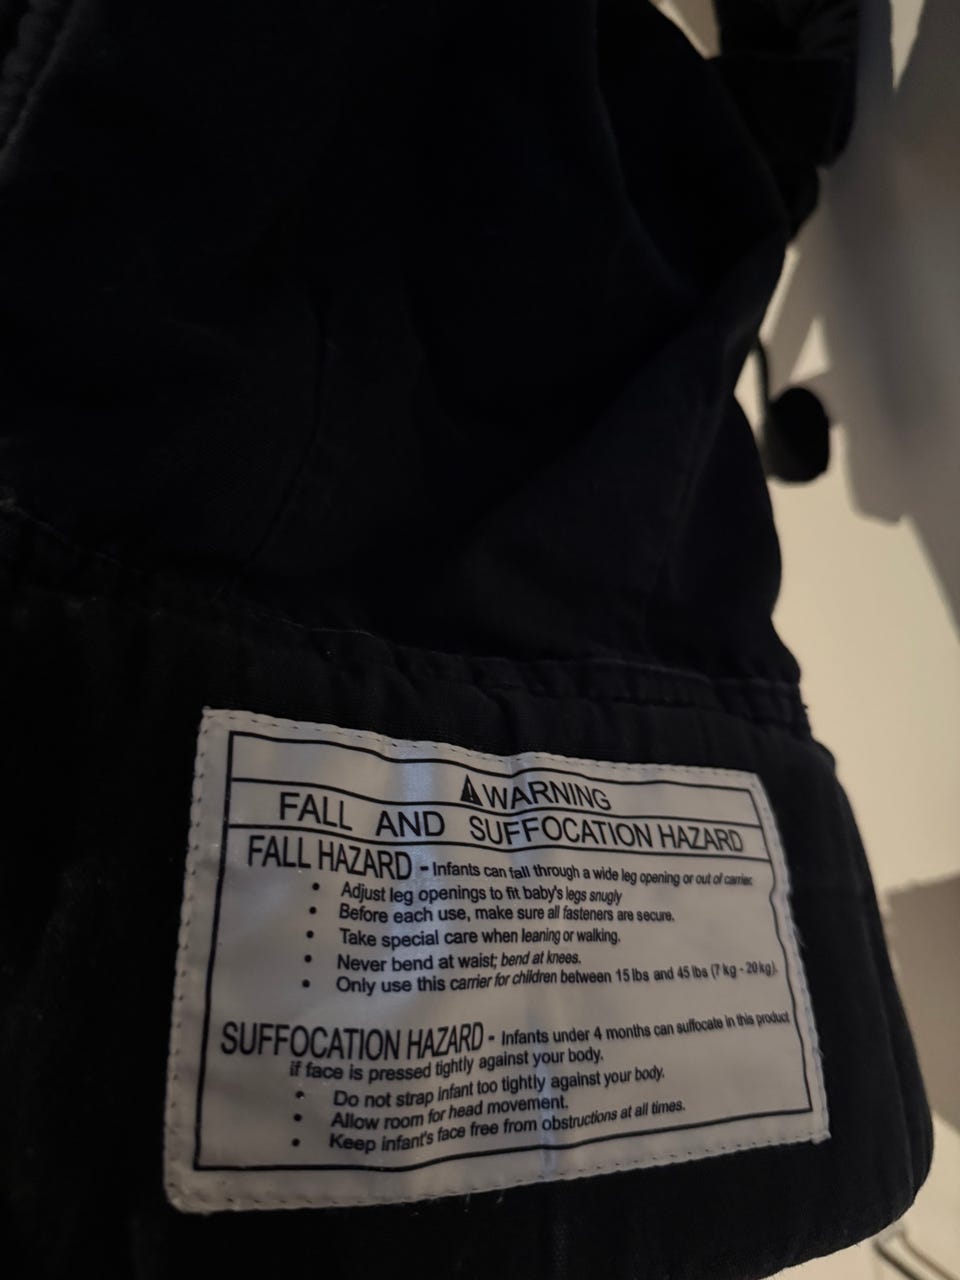 ⚠ WARNING
FALL AND SUFFOCATION HAZARD
FALL HAZARD - Infants can fall through a wide leg opening or out of carrier.
• Adjust leg openings to fit baby's legs snugly
• Before each use, make sure all fasteners are secure.
• Take special care when leaning or walking.
• Never bend at waist; bend at knees.
• Only use this carrier for children between 15 lbs and 45 lbs (7 kg - 20 kg).
SUFFOCATION HAZARD - Infants under 4 months can suffocate in this product
if face is pressed tightly against your body.
• Do not strap infant too tightly against your body.
• Allow room for head movement.
• Keep infant's face free from obstructions at all times.